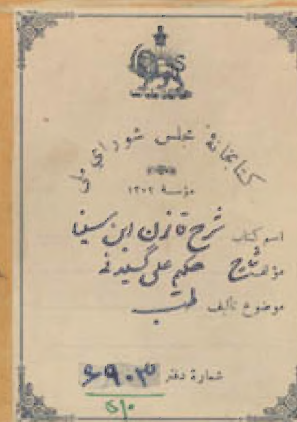 کتابخانهٔ مجلس شورای ملی
مؤسسهٔ ۱۳۰۲
اسم کتاب شرح قانون ابن سینا
مؤلف شارح حکیم علی گیلانی
موضوع تألیف طب
شمارهٔ دفتر ۶۹۰۳